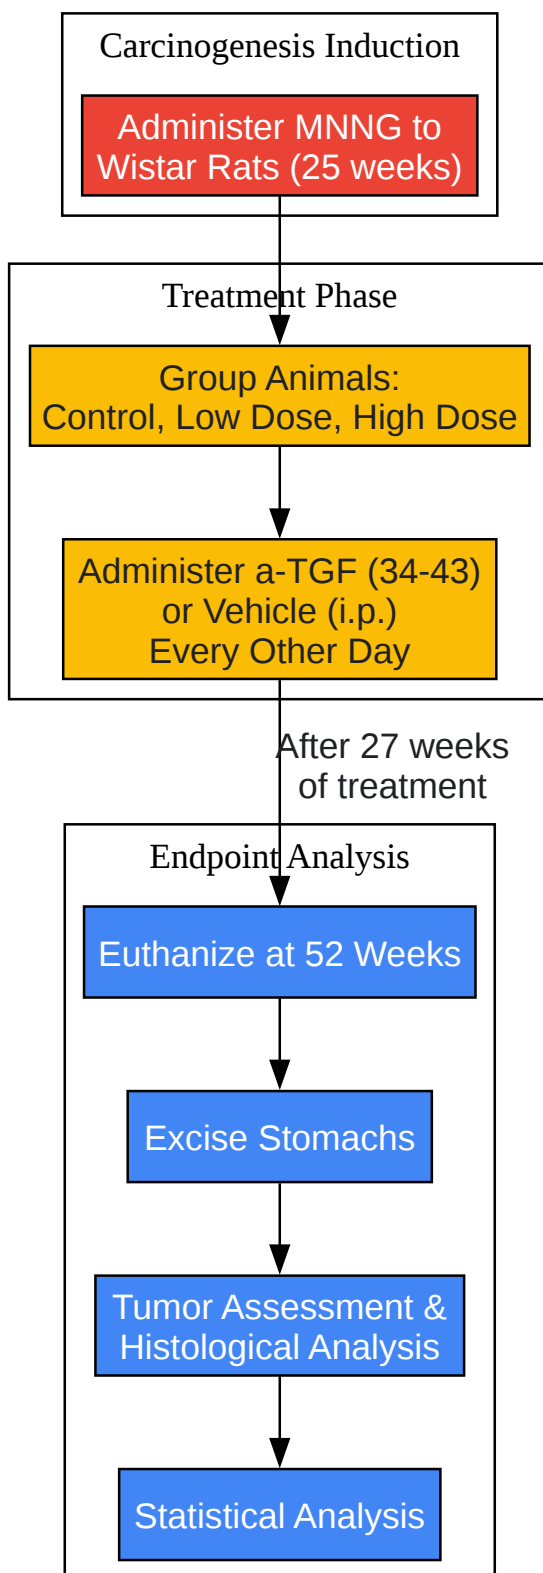 Carcinogenesis Induction
Administer MNNG to
Wistar Rats (25 weeks)
Treatment Phase
Group Animals:
Control, Low Dose, High Dose
Administer a-TGF (34-43)
or Vehicle (i.p.)
Every Other Day
After 27 weeks
of treatment
Endpoint Analysis
Euthanize at 52 Weeks
Excise Stomachs
Tumor Assessment &
Histological Analysis
Statistical Analysis